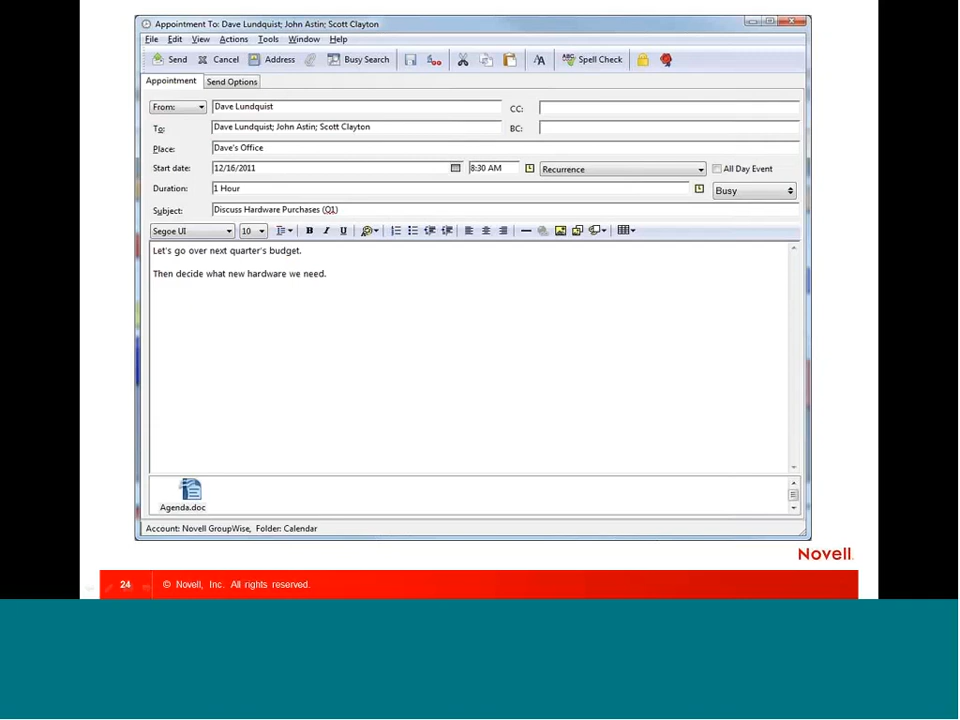 Appointment To: Dave Lundquist; John Astin; Scott Clayton
File Edit View Actions Tools Window Help
Send Cancel Address Busy Search ABC Spell Check
Appointment Send Options
From: Dave Lundquist CC:
To: Dave Lundquist; John Astin; Scott Clayton BC:
Place: Dave's Office
Start date: 12/16/2011 8:30 AM Recurrence All Day Event
Duration: 1 Hour Busy
Subject: Discuss Hardware Purchases (Q1)
Segoe UI 10 B I U
Let's go over next quarter's budget.
Then decide what new hardware we need.
Agenda.doc
Account: Novell GroupWise, Folder: Calendar
Novell.
24 © Novell, Inc. All rights reserved.